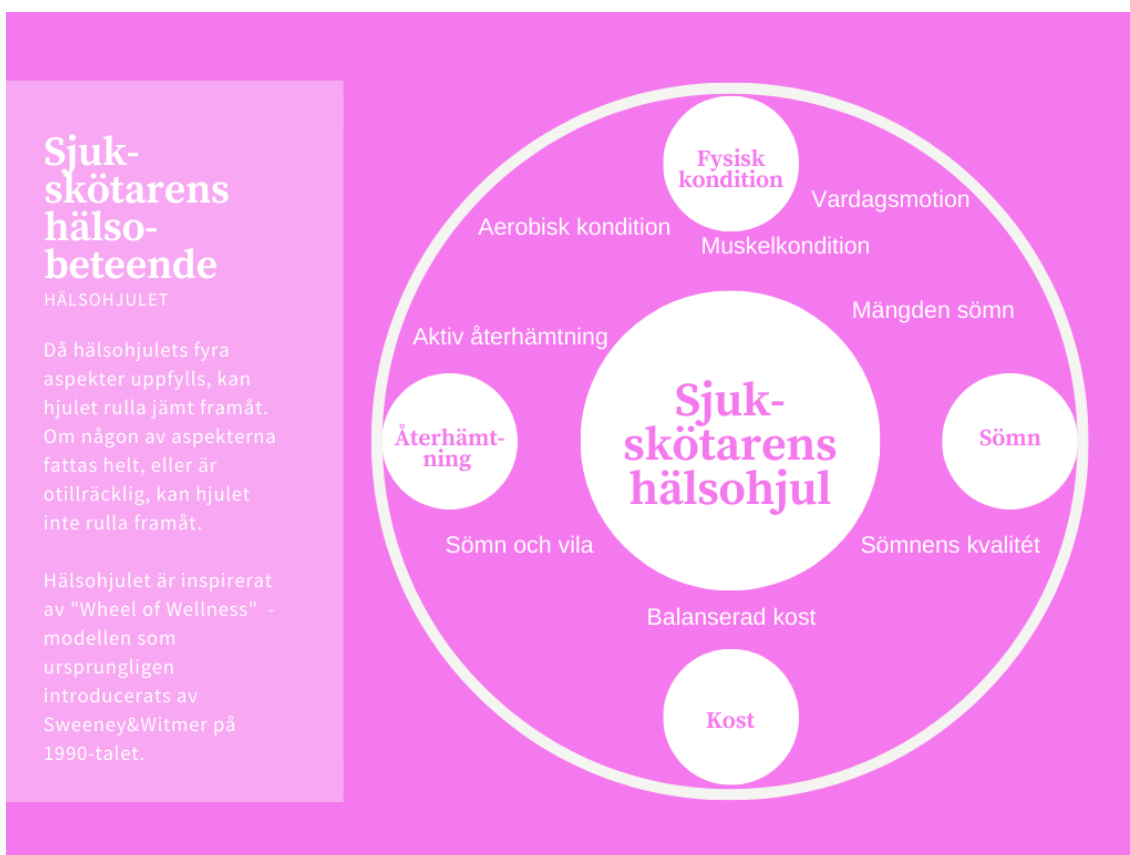 Sjuk-
skötarens
hälso-
beteende
HÄLSOHJULET
Då hälsohjulets fyra
aspekter uppfylls, kan
hjulet rulla jämt framåt.
Om någon av aspekterna
fattas helt, eller är
otillräcklig, kan hjulet
inte rulla framåt.
Hälsohjulet är inspirerat
av "Wheel of Wellness" -
modellen som
ursprungligen
introducerats av
Sweeney&Witmer på
1990-talet.
Fysisk
kondition
Vardagsmotion
Aerobisk kondition
Muskelkondition
Mängden sömn
Aktiv återhämtning
Sjuk-
skötarens
hälsohjul
Återhämt-
ning
Sömn
Sömn och vila
Sömnens kvalitét
Balanserad kost
Kost